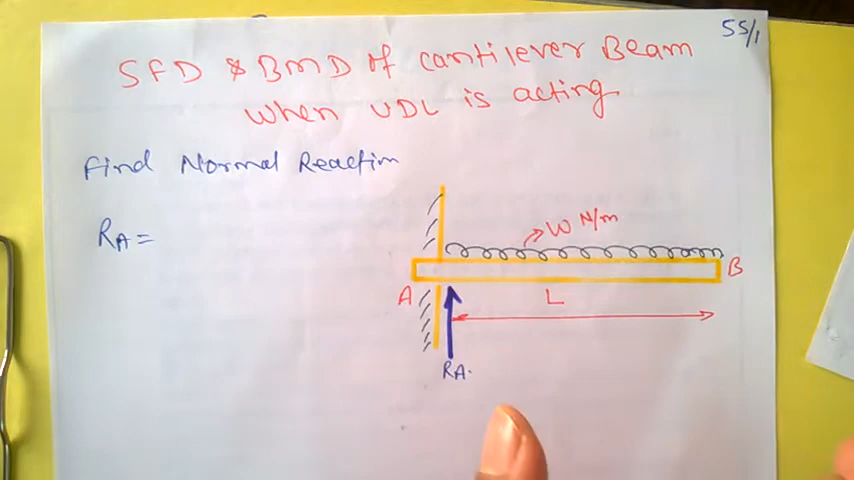 55/1
SFD & BMD of cantilever Beam
when UDL is acting
Find Normal Reaction
RA =
W N/m
A
B
L
RA.